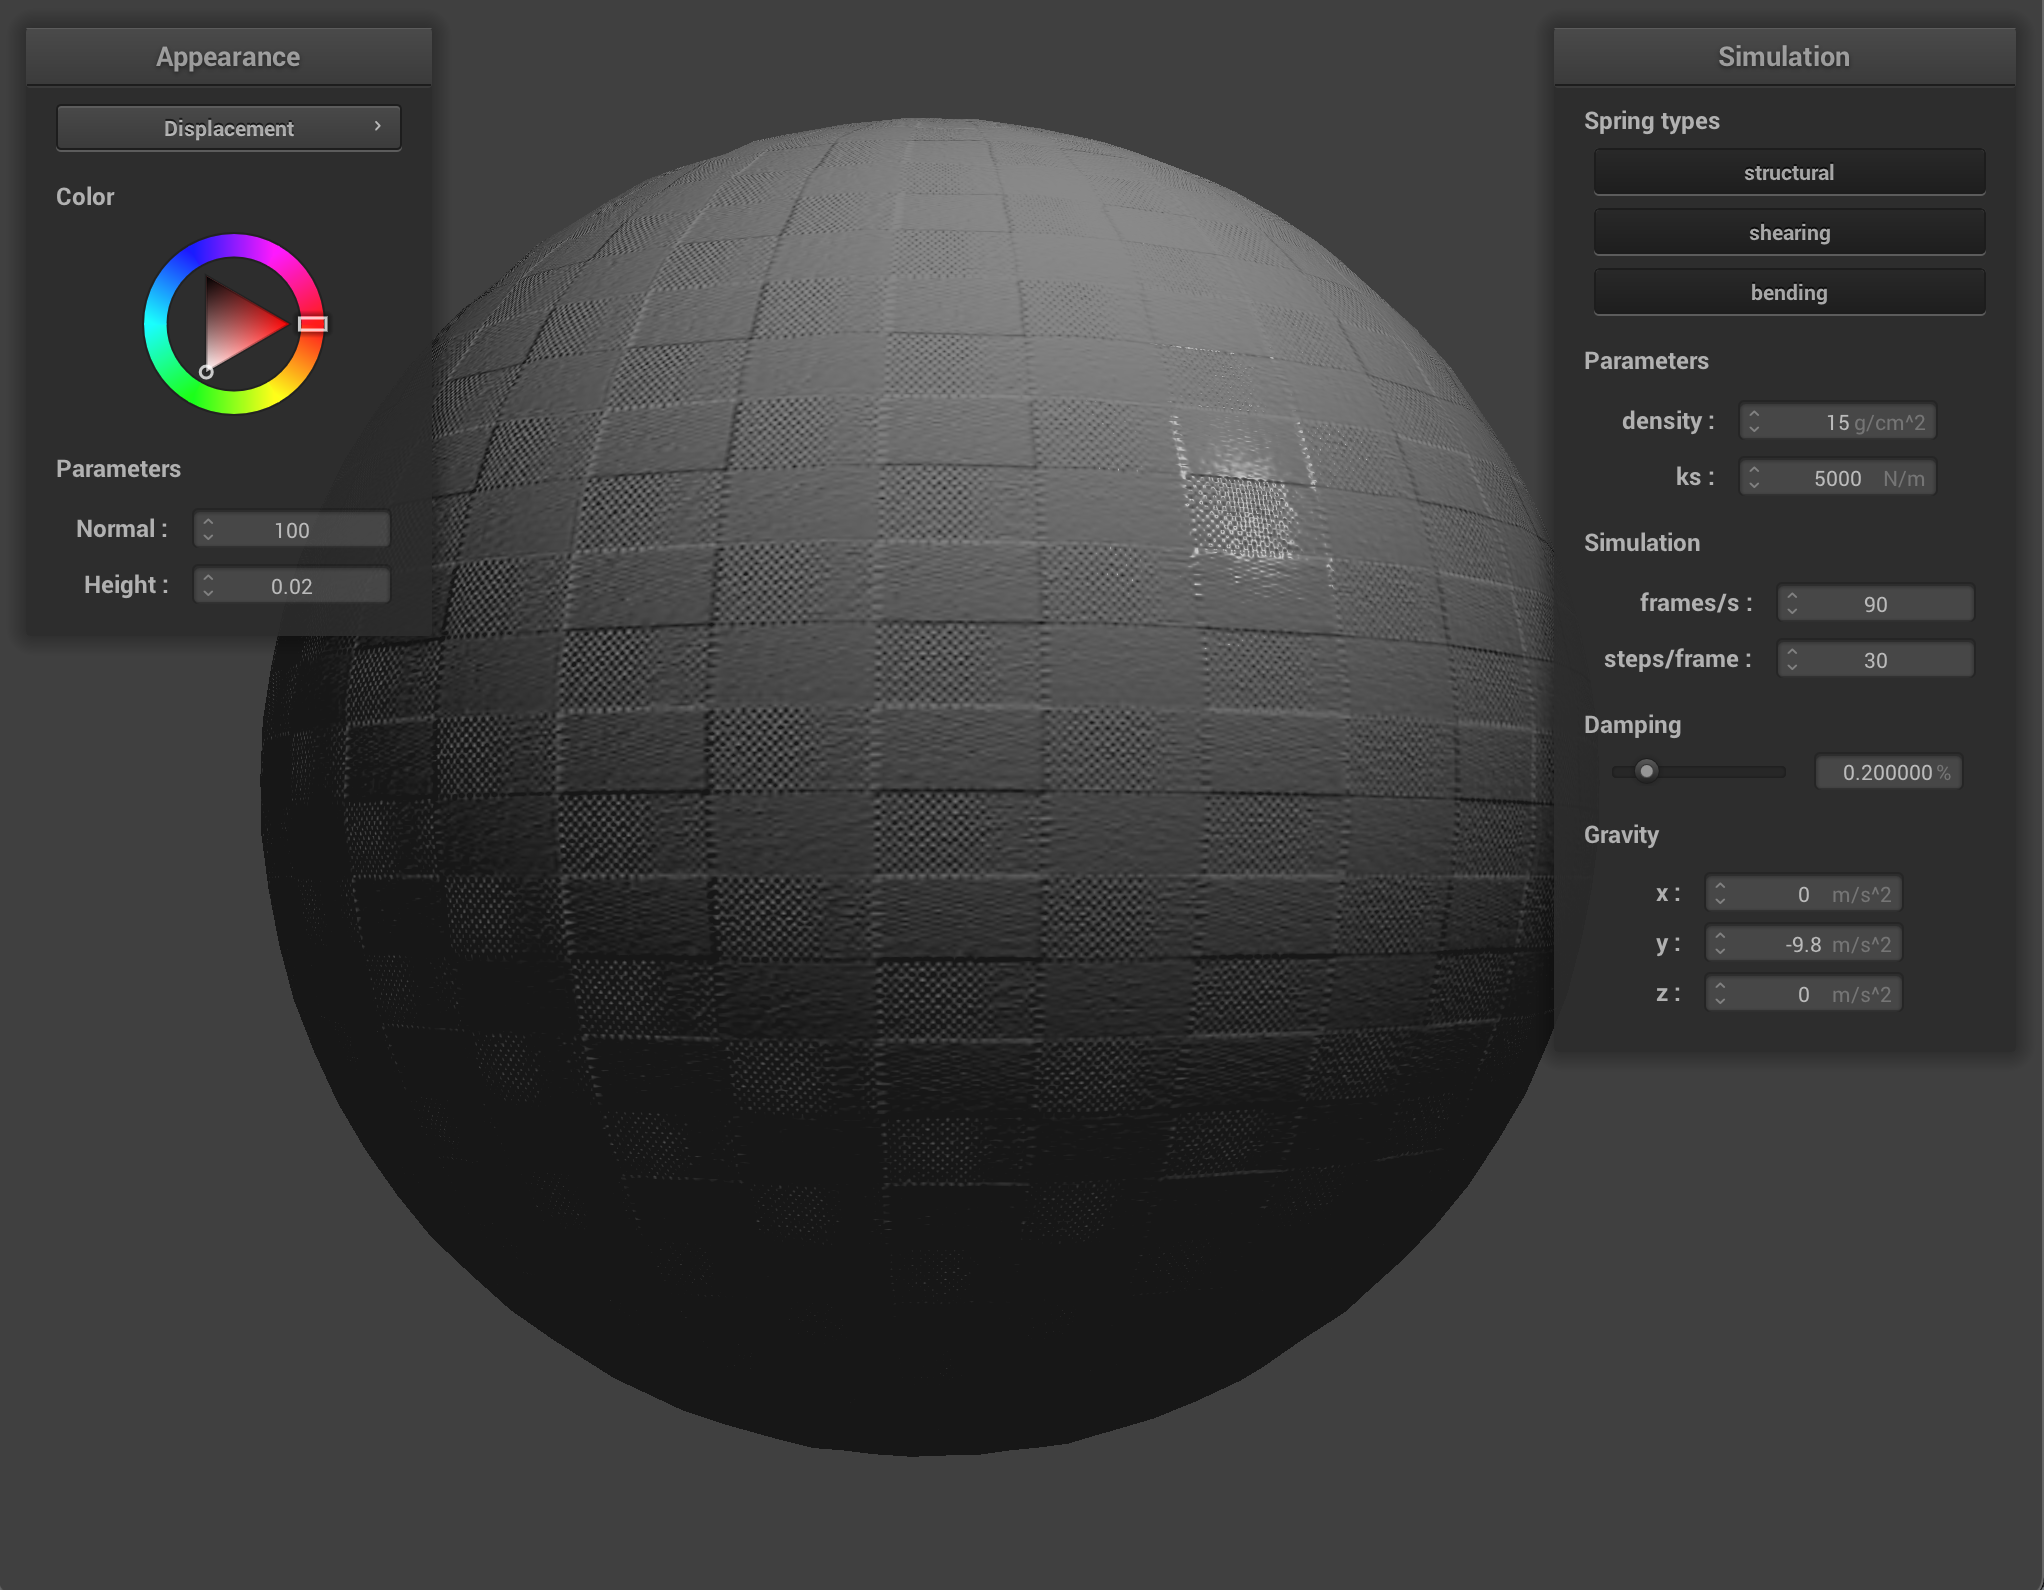 Appearance
Displacement
Color
Parameters
Normal : 100
Height : 0.02
Simulation
Spring types
structural
shearing
bending
Parameters
density : 15 g/cm^2
ks : 5000 N/m
Simulation
frames/s : 90
steps/frame : 30
Damping
0.200000 %
Gravity
x : 0 m/s^2
y : -9.8 m/s^2
z : 0 m/s^2